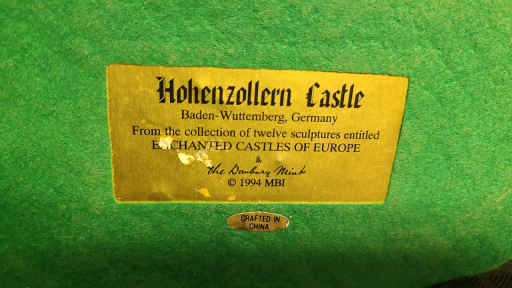 Hohenzollern Castle
Baden-Wuttemberg, Germany
From the collection of twelve sculptures entitled
ENCHANTED CASTLES OF EUROPE
&
The Danbury Mint
© 1994 MBI
CRAFTED IN
CHINA